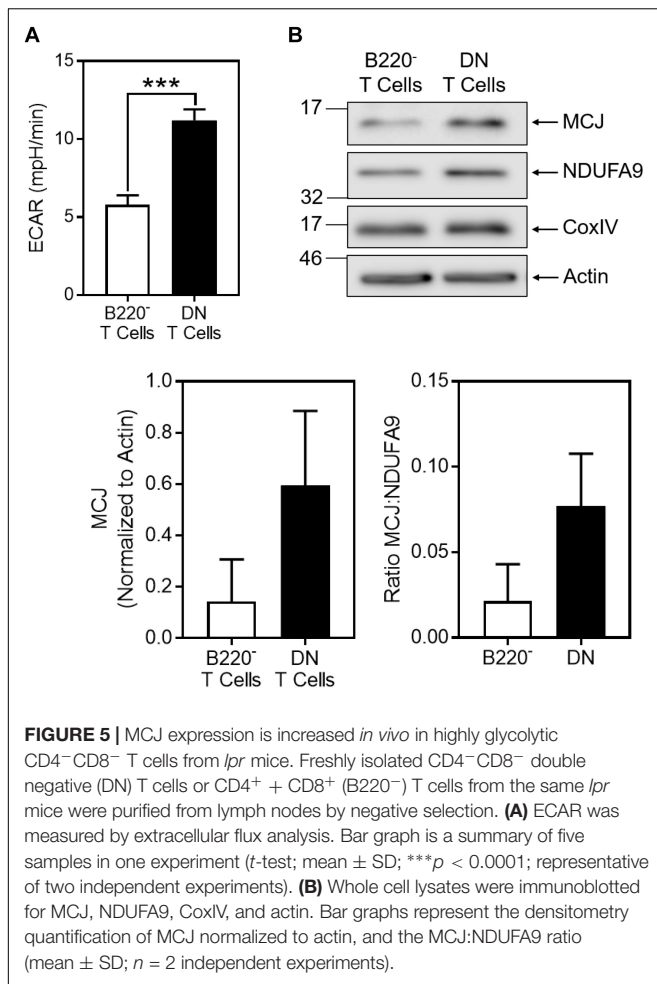 A
ECAR (mpH/min)
15
10
5
0
***
B220⁻
T Cells
DN
T Cells
B
B220⁻
T Cells
DN
T Cells
17
MCJ
NDUFA9
32
17
CoxIV
46
Actin
MCJ
(Normalized to Actin)
1.0
0.8
0.6
0.4
0.2
0.0
B220⁻
T Cells
DN
T Cells
Ratio MCJ:NDUFA9
0.15
0.10
0.05
0.00
B220⁻
DN
FIGURE 5 | MCJ expression is increased in vivo in highly glycolytic
CD4⁻CD8⁻ T cells from lpr mice. Freshly isolated CD4⁻CD8⁻ double
negative (DN) T cells or CD4⁺ + CD8⁺ (B220⁻) T cells from the same lpr
mice were purified from lymph nodes by negative selection. (A) ECAR was
measured by extracellular flux analysis. Bar graph is a summary of five
samples in one experiment (t-test; mean ± SD; ***p < 0.0001; representative
of two independent experiments). (B) Whole cell lysates were immunoblotted
for MCJ, NDUFA9, CoxIV, and actin. Bar graphs represent the densitometry
quantification of MCJ normalized to actin, and the MCJ:NDUFA9 ratio
(mean ± SD; n = 2 independent experiments).